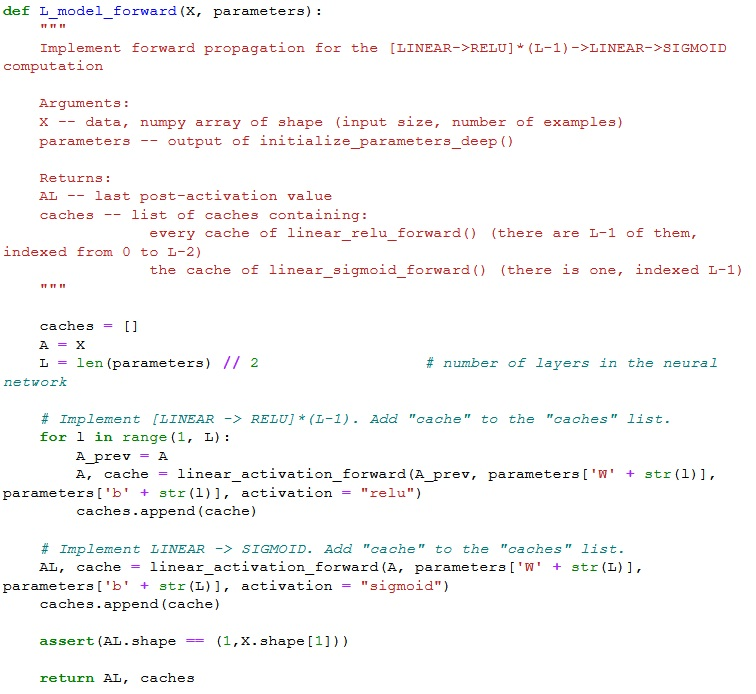 def L_model_forward(X, parameters):
    """
    Implement forward propagation for the [LINEAR->RELU]*(L-1)->LINEAR->SIGMOID
computation

    Arguments:
    X -- data, numpy array of shape (input size, number of examples)
    parameters -- output of initialize_parameters_deep()

    Returns:
    AL -- last post-activation value
    caches -- list of caches containing:
                every cache of linear_relu_forward() (there are L-1 of them,
indexed from 0 to L-2)
                the cache of linear_sigmoid_forward() (there is one, indexed L-1)
    """

    caches = []
    A = X
    L = len(parameters) // 2                  # number of layers in the neural
network

    # Implement [LINEAR -> RELU]*(L-1). Add "cache" to the "caches" list.
    for l in range(1, L):
        A_prev = A
        A, cache = linear_activation_forward(A_prev, parameters['W' + str(l)],
parameters['b' + str(l)], activation = "relu")
        caches.append(cache)

    # Implement LINEAR -> SIGMOID. Add "cache" to the "caches" list.
    AL, cache = linear_activation_forward(A, parameters['W' + str(L)],
parameters['b' + str(L)], activation = "sigmoid")
    caches.append(cache)

    assert(AL.shape == (1,X.shape[1]))

    return AL, caches